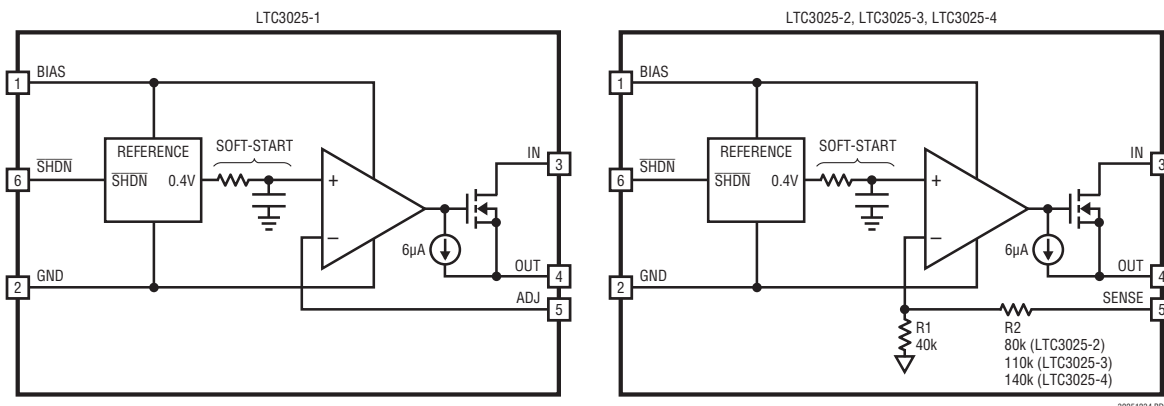 LTC3025-1
1
BIAS
6
SHDN
REFERENCE
SHDN
0.4V
SOFT-START
+
–
6µA
IN
3
OUT
4
ADJ
5
2
GND
LTC3025-2, LTC3025-3, LTC3025-4
1
BIAS
6
SHDN
REFERENCE
SHDN
0.4V
SOFT-START
+
–
6µA
IN
3
OUT
4
SENSE
5
2
GND
R1
40k
R2
80k (LTC3025-2)
110k (LTC3025-3)
140k (LTC3025-4)